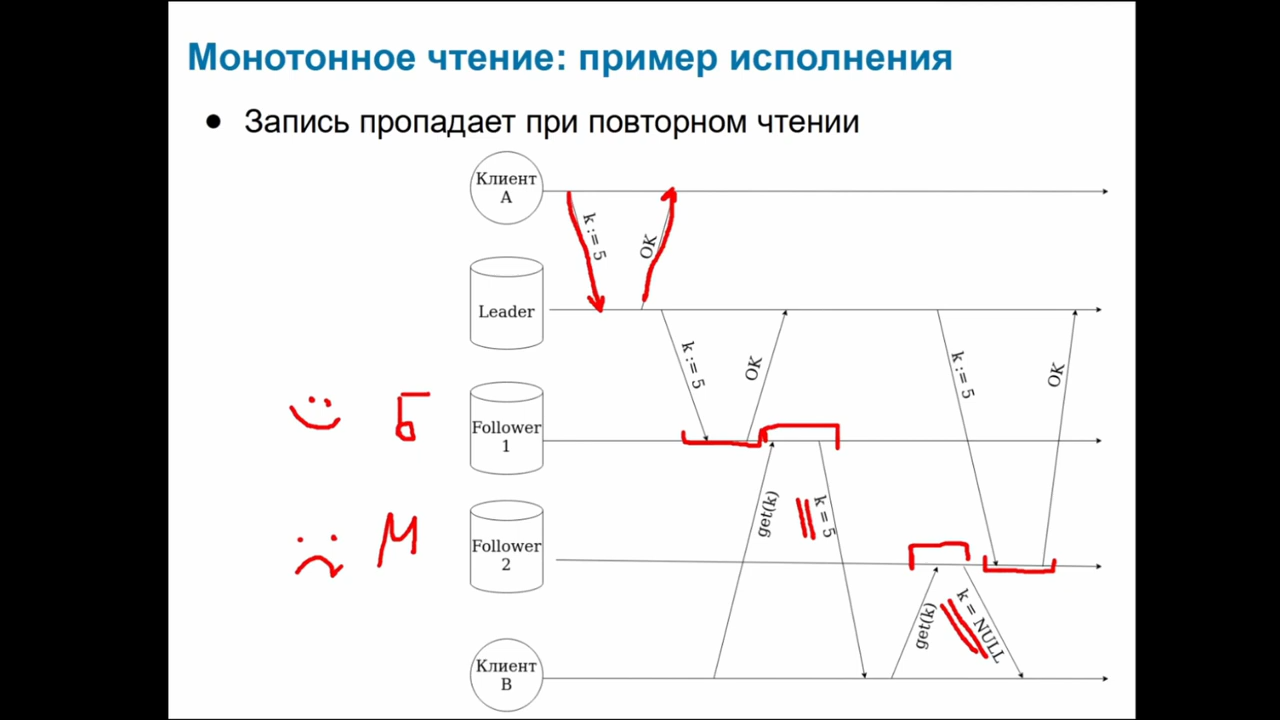 Монотонное чтение: пример исполнения
● Запись пропадает при повторном чтении
Клиент
A
k := 5
OK
Leader
k := 5
OK
k := 5
OK
Б
Follower
1
get(k)
k = 5
М
Follower
2
get(k)
k = NULL
Клиент
B